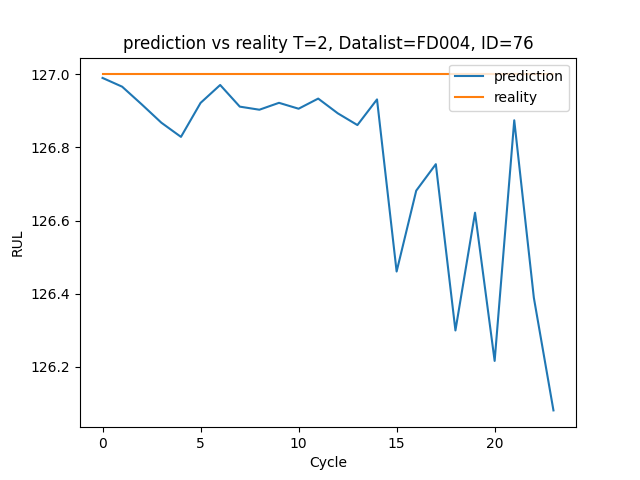 prediction vs reality T=2, Datalist=FD004, ID=76
127.0
126.8
126.6
126.4
126.2
RUL
prediction
reality
0
5
10
15
20
Cycle